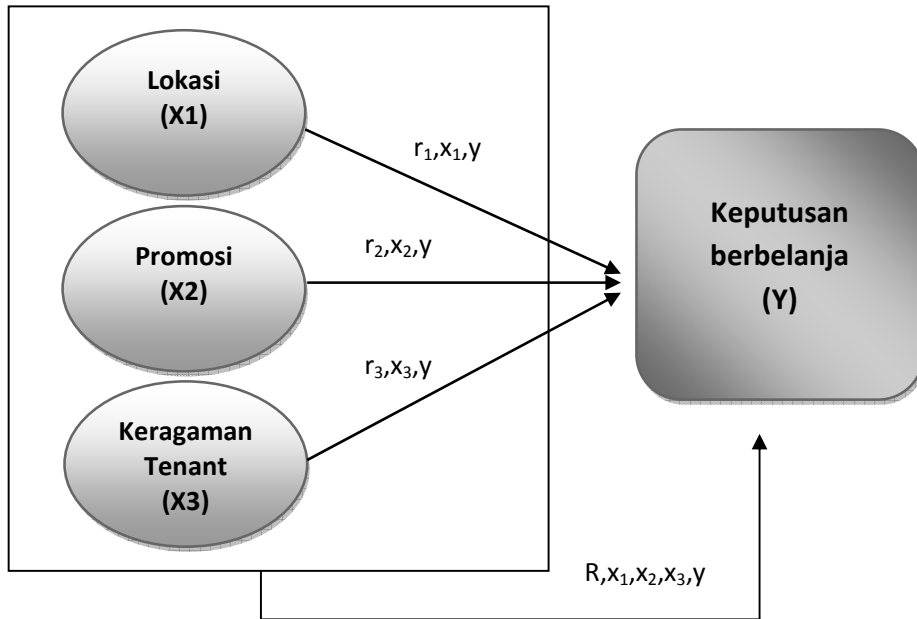 Lokasi
(X1)
r₁,x₁,y
Promosi
(X2)
r₂,x₂,y
Keragaman
Tenant
(X3)
r₃,x₃,y
Keputusan
berbelanja
(Y)
R,x₁,x₂,x₃,y